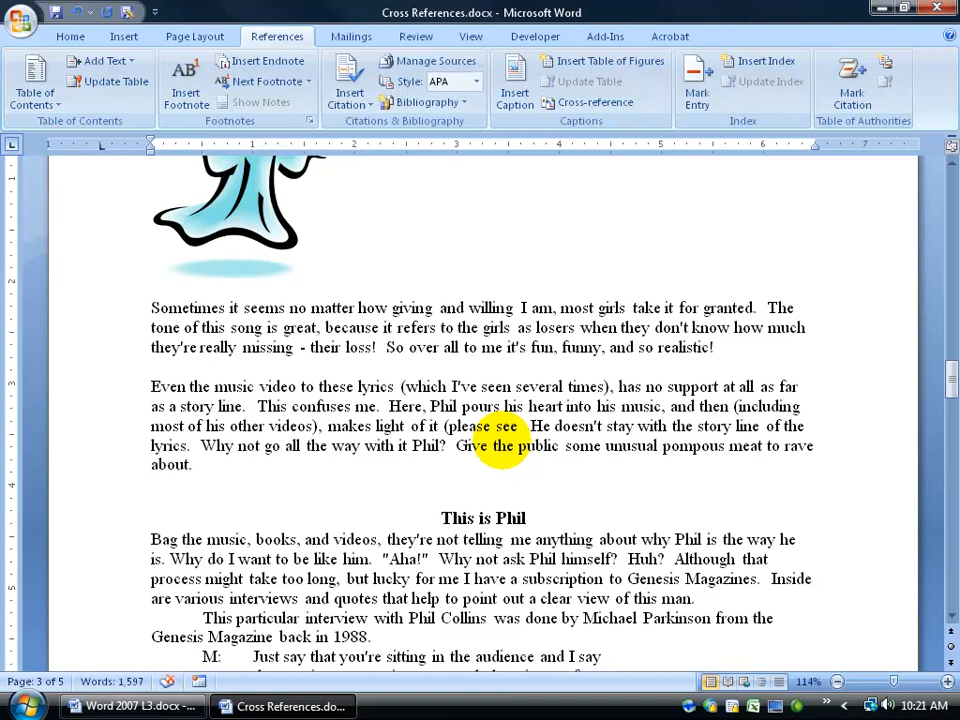 Cross References.docx - Microsoft Word
Home Insert Page Layout References Mailings Review View Developer Add-Ins Acrobat
Table of Contents
Add Text
Update Table
Table of Contents
AB¹ Insert Footnote
Insert Endnote
Next Footnote
Show Notes
Footnotes
Insert Citation
Manage Sources
Style: APA
Bibliography
Citations & Bibliography
Insert Caption
Insert Table of Figures
Update Table
Cross-reference
Captions
Mark Entry
Insert Index
Update Index
Index
Mark Citation
Table of Authorities
1 1 2 3 4 5 6 7
1
2
3
4
5
Sometimes it seems no matter how giving and willing I am, most girls take it for granted. The
tone of this song is great, because it refers to the girls as losers when they don't know how much
they're really missing - their loss! So over all to me it's fun, funny, and so realistic!
Even the music video to these lyrics (which I've seen several times), has no support at all as far
as a story line. This confuses me. Here, Phil pours his heart into his music, and then (including
most of his other videos), makes light of it (please see He doesn't stay with the story line of the
lyrics. Why not go all the way with it Phil? Give the public some unusual pompous meat to rave
about.
This is Phil
Bag the music, books, and videos, they're not telling me anything about why Phil is the way he
is. Why do I want to be like him. "Aha!" Why not ask Phil himself? Huh? Although that
process might take too long, but lucky for me I have a subscription to Genesis Magazines. Inside
are various interviews and quotes that help to point out a clear view of this man.
This particular interview with Phil Collins was done by Michael Parkinson from the
Genesis Magazine back in 1988.
M: Just say that you're sitting in the audience and I say
Page: 3 of 5 Words: 1,597 114%
Word 2007 L3.docx -... Cross References.do... 10:21 AM